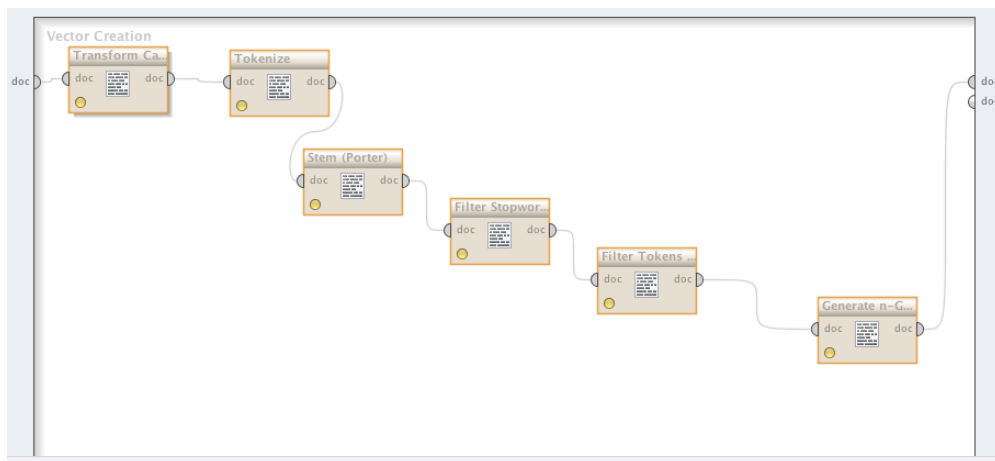 Vector Creation
Transform Ca...
doc doc
Tokenize
doc doc
Stem (Porter)
doc doc
Filter Stopwor...
doc doc
Filter Tokens ...
doc doc
Generate n-G...
doc doc
doc
doc
doc